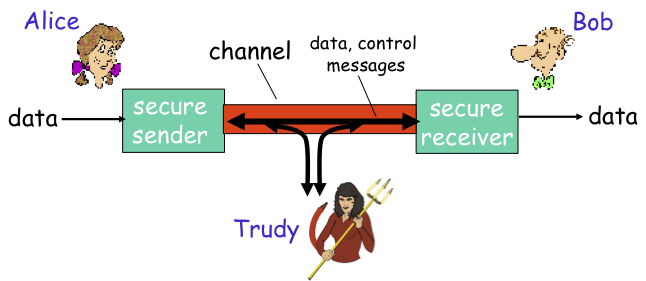 Alice
Bob
channel
data, control
messages
data
secure
sender
secure
receiver
data
Trudy